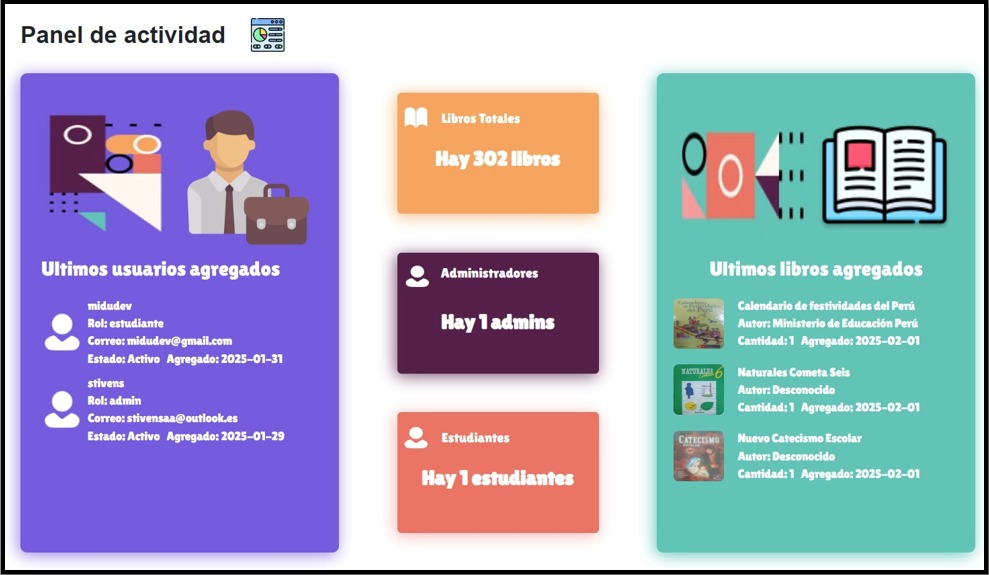 Panel de actividad
Ultimos usuarios agregados
midudev
Rol: estudiante
Correo: midudev@gmail.com
Estado: Activo Agregado: 2025-01-31
stivens
Rol: admin
Correo: stivensaa@outlook.es
Estado: Activo Agregado: 2025-01-29
Libros Totales
Hay 302 libros
Administradores
Hay 1 admins
Estudiantes
Hay 1 estudiantes
Ultimos libros agregados
Calendario de festividades del Perú
Autor: Ministerio de Educación Perú
Cantidad: 1 Agregado: 2025-02-01
NATURALES 6
Naturales Cometa Seis
Autor: Desconocido
Cantidad: 1 Agregado: 2025-02-01
CATECISMO
Nuevo Catecismo Escolar
Autor: Desconocido
Cantidad: 1 Agregado: 2025-02-01